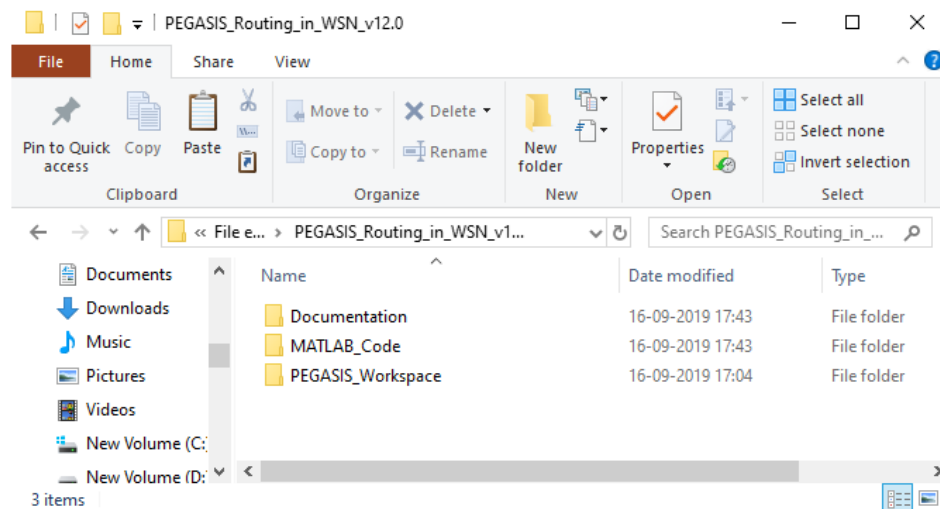 PEGASIS_Routing_in_WSN_v12.0
File Home Share View
Pin to Quick access
Copy
Paste
Move to
Copy to
Delete
Rename
New folder
Properties
Select all
Select none
Invert selection
Clipboard Organize New Open Select
« File e... › PEGASIS_Routing_in_WSN_v1...
Search PEGASIS_Routing_in_...
Documents
Downloads
Music
Pictures
Videos
New Volume (C:
New Volume (D:
Name Date modified Type
Documentation 16-09-2019 17:43 File folder
MATLAB_Code 16-09-2019 17:43 File folder
PEGASIS_Workspace 16-09-2019 17:04 File folder
3 items